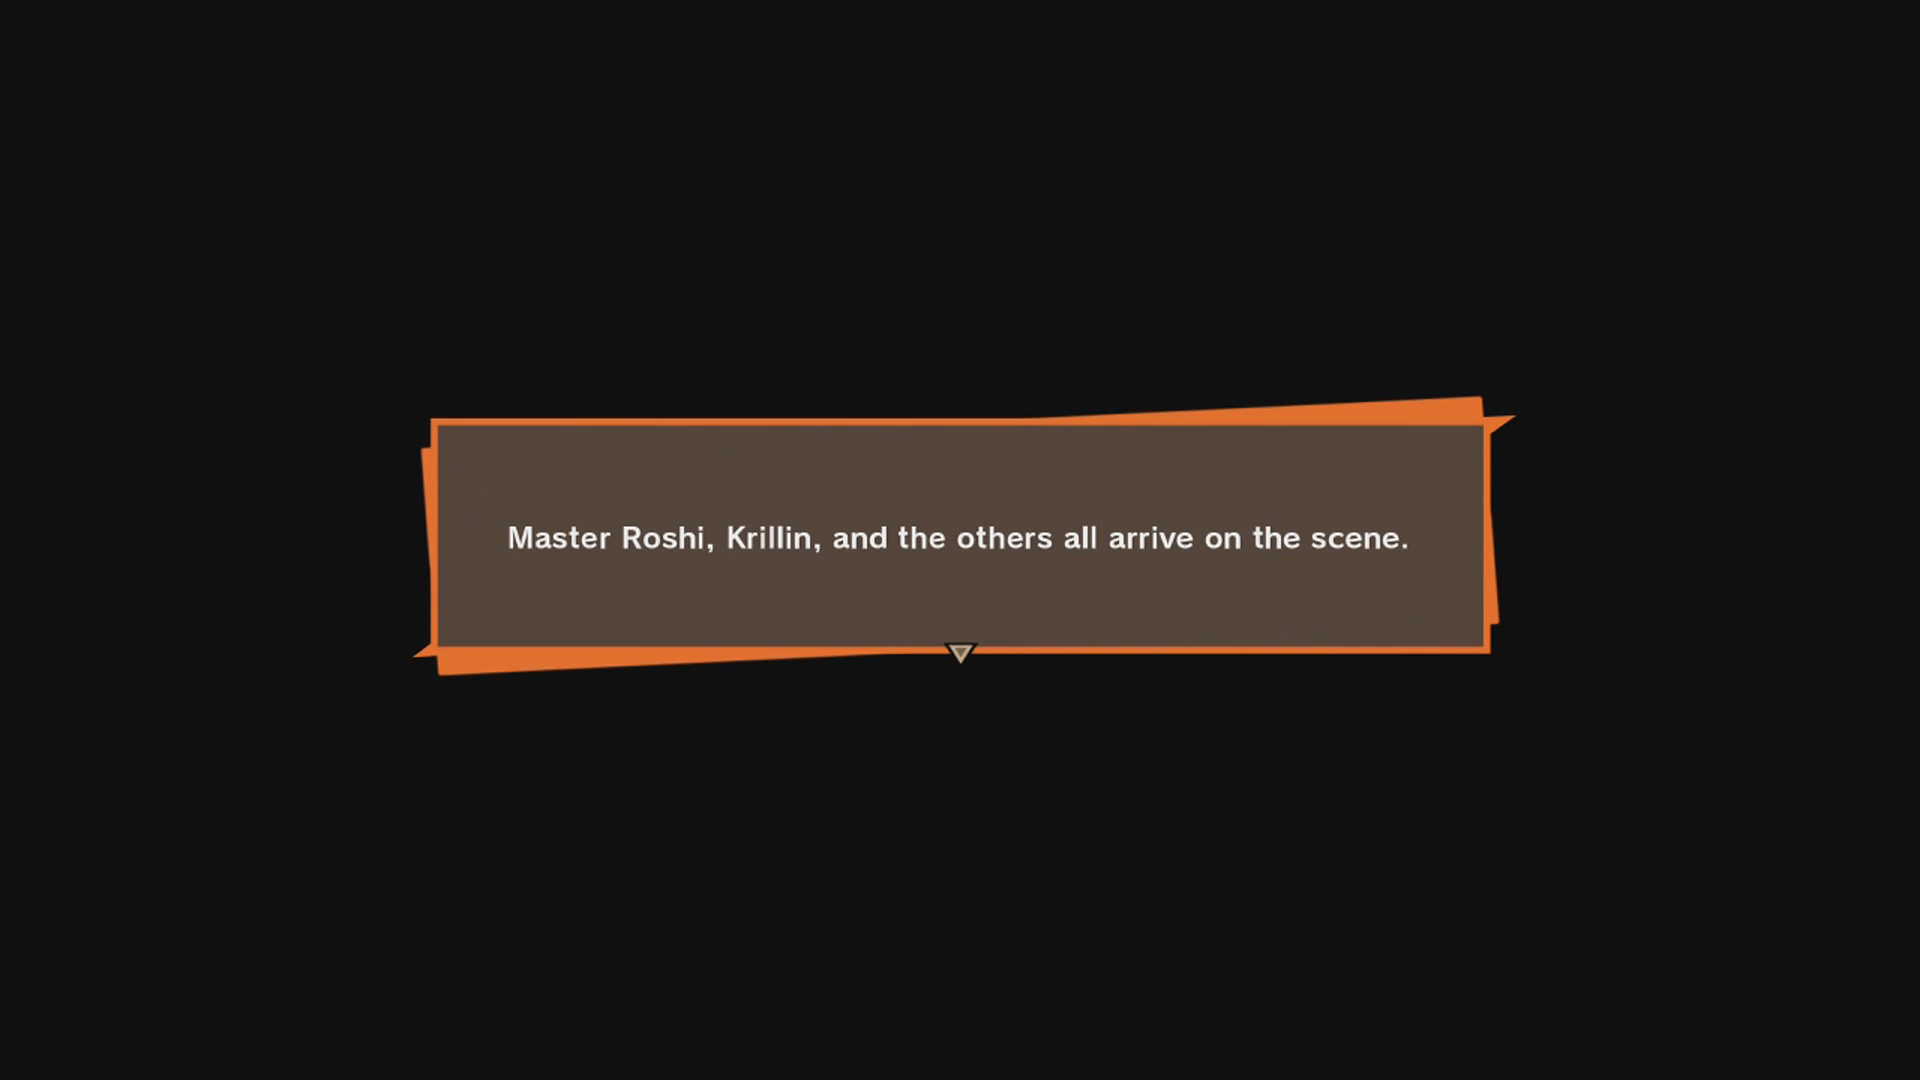 Master Roshi, Krillin, and the others all arrive on the scene.